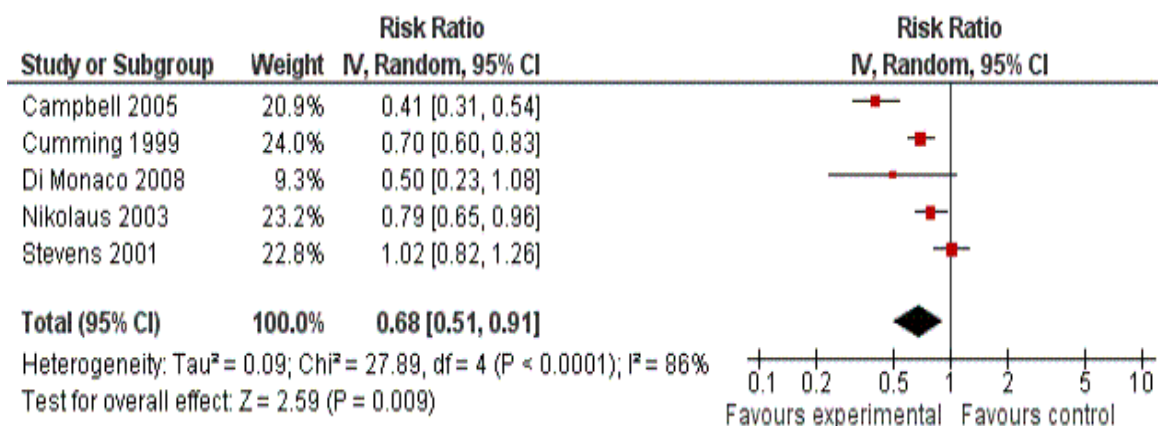 Risk Ratio Risk Ratio
Study or Subgroup Weight IV, Random, 95% CI IV, Random, 95% CI
Campbell 2005 20.9% 0.41 [0.31, 0.54]
Cumming 1999 24.0% 0.70 [0.60, 0.83]
Di Monaco 2008 9.3% 0.50 [0.23, 1.08]
Nikolaus 2003 23.2% 0.79 [0.65, 0.96]
Stevens 2001 22.8% 1.02 [0.82, 1.26]
Total (95% CI) 100.0% 0.68 [0.51, 0.91]
Heterogeneity: Tau² = 0.09; Chi² = 27.89, df = 4 (P < 0.0001); I² = 86%
Test for overall effect: Z = 2.59 (P = 0.009)
0.1 0.2 0.5 1 2 5 10
Favours experimental Favours control